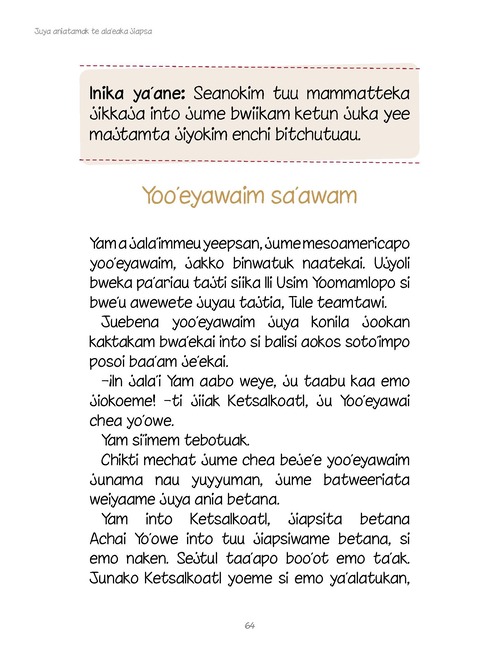 Juya aniatamak te ala'eaka jiapsa
Inika ya'ane: Seanokim tuu mammatteka
jikkaja into jume bwiikam ketun juka yee
majtamta jiyokim enchi bitchutuau.
Yoo'eyawaim sa'awam
Yam a jala'immeu yeepsan, jume mesoamericapo
yoo'eyawaim, jakko binwatuk naatekai. Ujyoli
bweka pa'ariau tajti siika Ili Usim Yoomamlopo si
bwe'u awewete juyau tajtia, Tule teamtawi.
Juebena yoo'eyawaim juya konila jookan
kaktakam bwa'ekai into si balisi aokos soto'impo
posoi baa'am je'ekai.
–¡In jala'i Yam aabo weye, ju taabu kaa emo
jiokoeme! –ti jiiak Ketsalkoatl, ju Yoo'eyawai
chea yo'owe.
Yam si'imem tebotuak.
Chikti mechat jume chea beje'e yoo'eyawaim
junama nau yuyyuman, jume batweeriata
weiyaame juya ania betana.
Yam into Ketsalkoatl, jiapsita betana
Achai Yo'owe into tuu jiapsiwame betana, si
emo naken. Sejtul taa'apo boo'ot emo ta'ak.
Junako Ketsalkoatl yoeme si emo ya'alatukan,
64